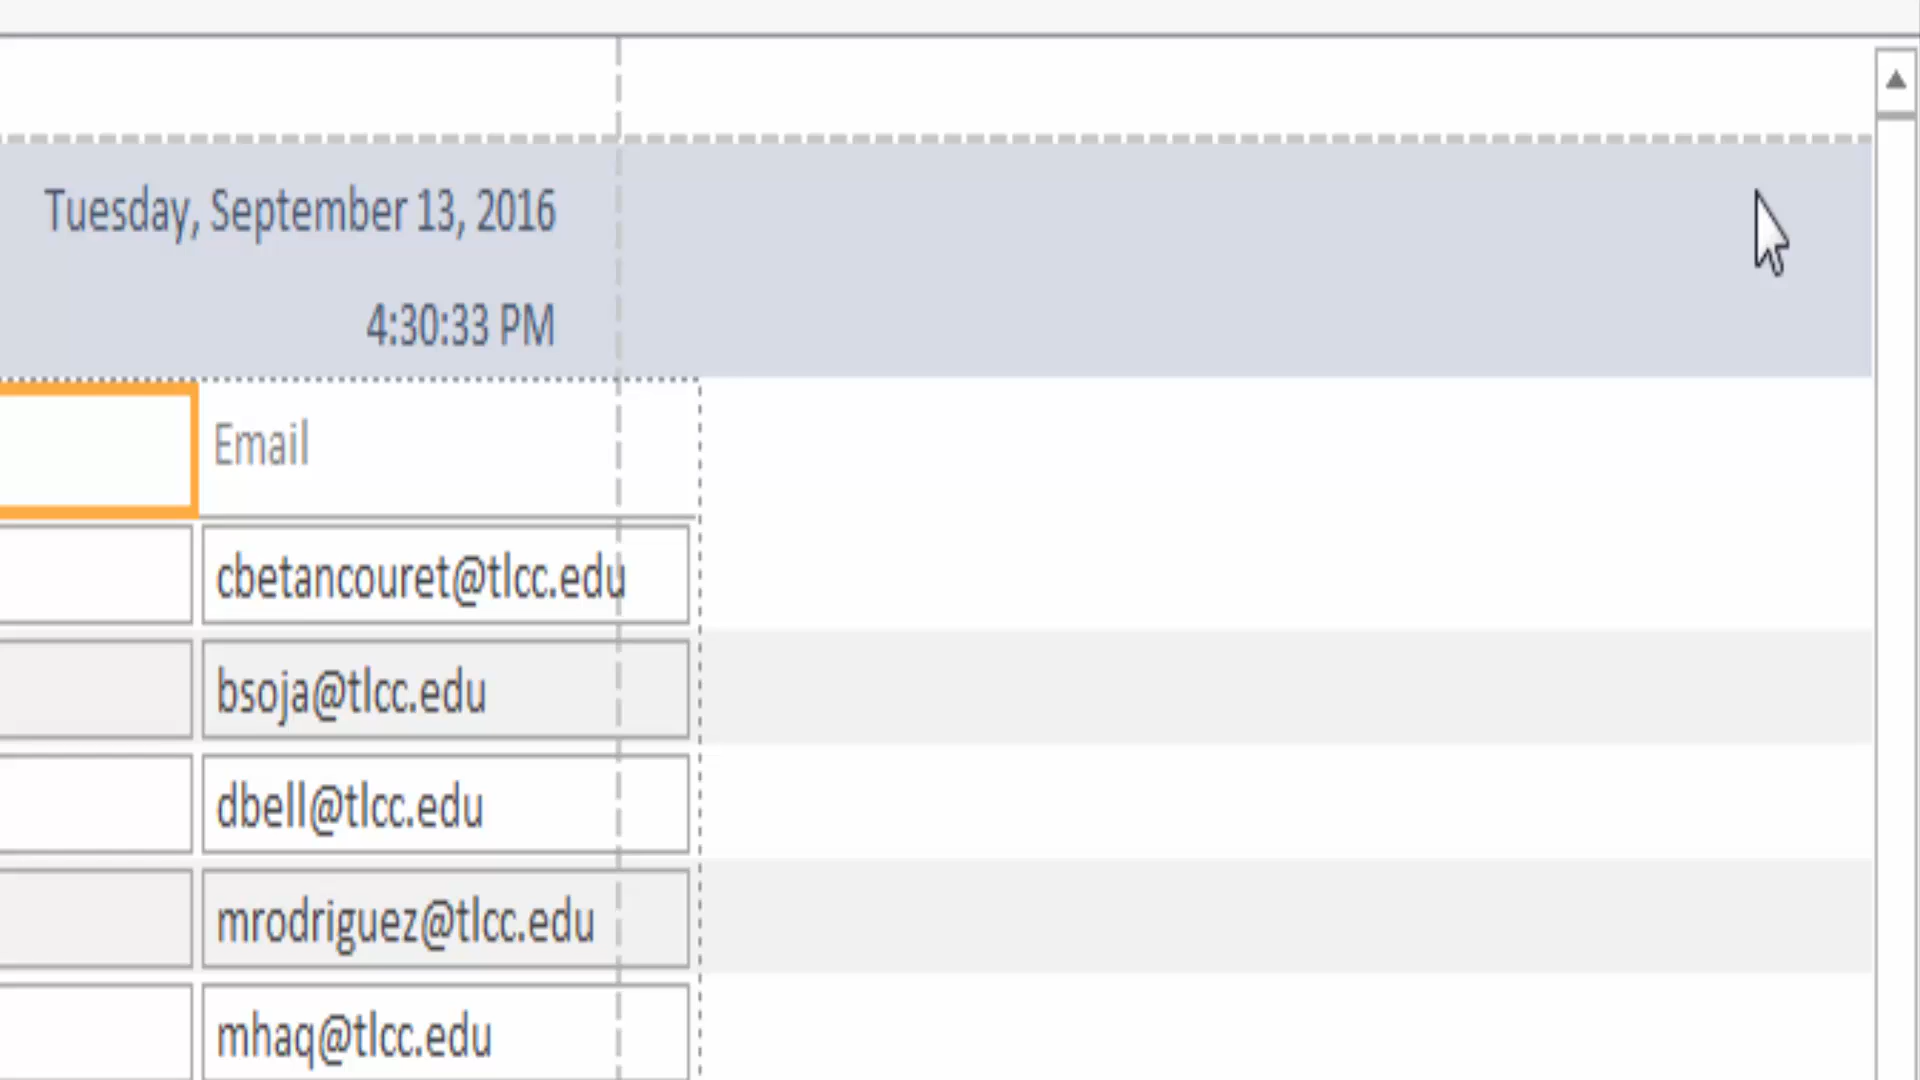 Tuesday, September 13, 2016
4:30:33 PM
Email
cbetancouret@tlcc.edu
bsoja@tlcc.edu
dbell@tlcc.edu
mrodriguez@tlcc.edu
mhaq@tlcc.edu